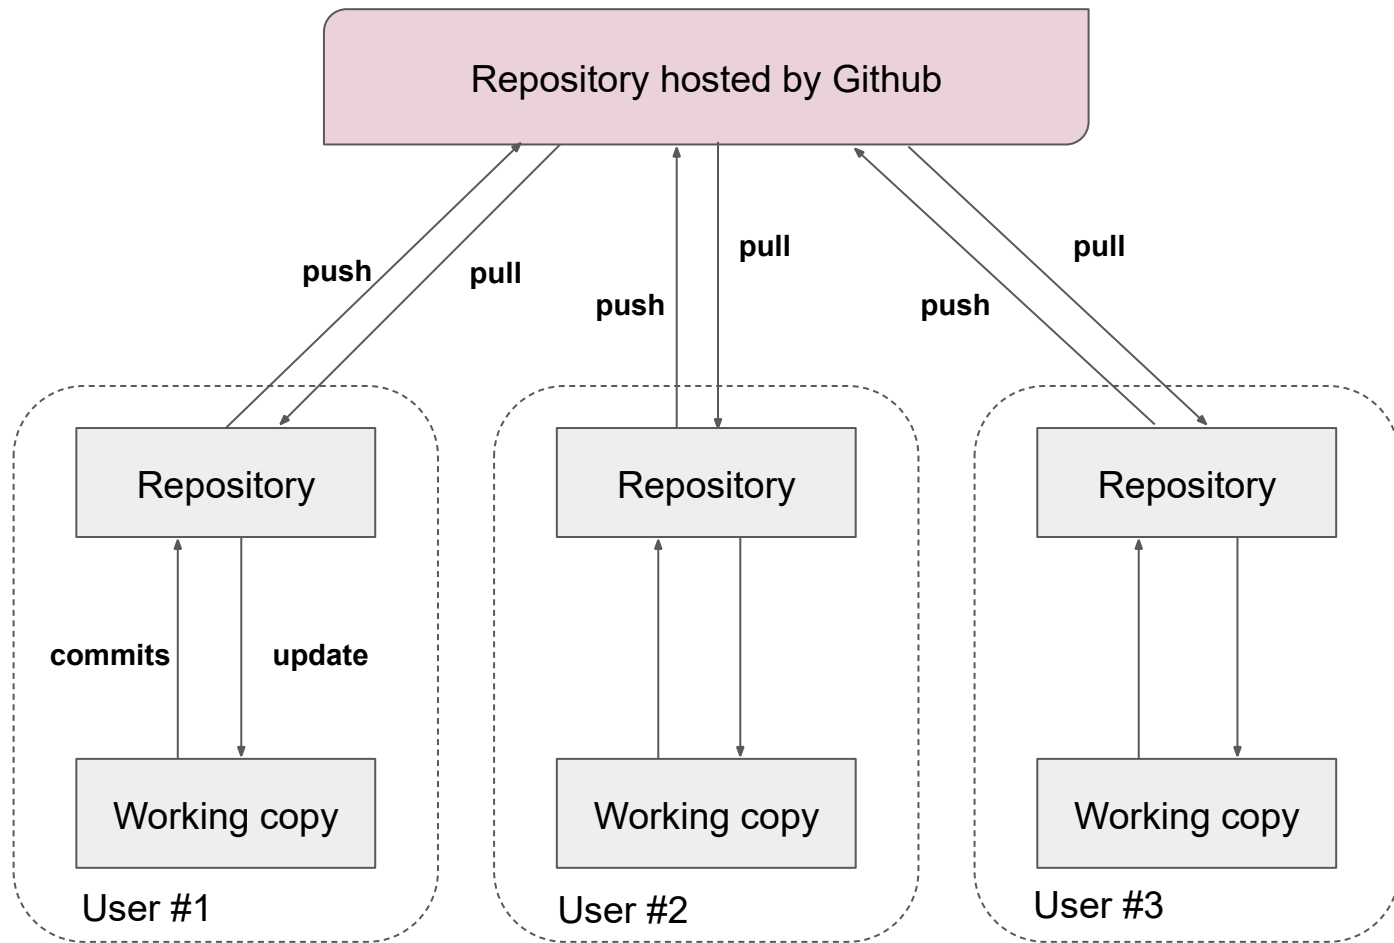 Repository hosted by Github
pull
pull
push
pull
push
push
Repository
Repository
Repository
commits
update
Working copy
Working copy
Working copy
User #1
User #2
User #3